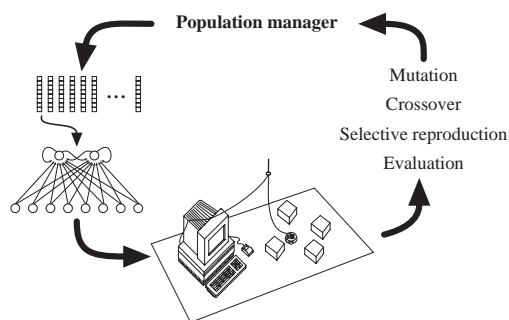 Population manager
Mutation
Crossover
Selective reproduction
Evaluation